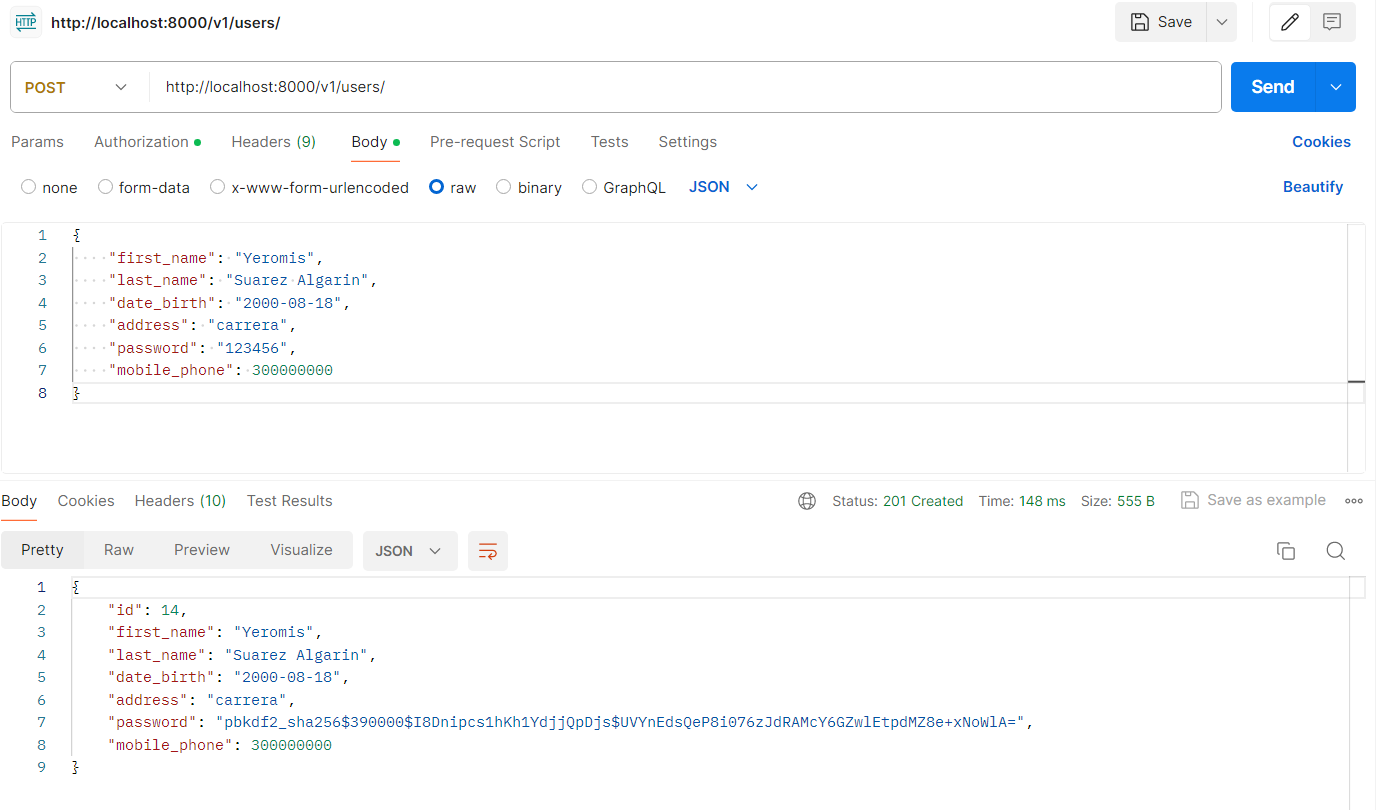 HTTP http://localhost:8000/v1/users/ Save
POST http://localhost:8000/v1/users/ Send
Params Authorization Headers (9) Body Pre-request Script Tests Settings Cookies
none form-data x-www-form-urlencoded raw binary GraphQL JSON Beautify
1 {
2 "first_name": "Yeromis",
3 "last_name": "Suarez Algarin",
4 "date_birth": "2000-08-18",
5 "address": "carrera",
6 "password": "123456",
7 "mobile_phone": 300000000
8 }
Body Cookies Headers (10) Test Results Status: 201 Created Time: 148 ms Size: 555 B Save as example
Pretty Raw Preview Visualize JSON
1 {
2 "id": 14,
3 "first_name": "Yeromis",
4 "last_name": "Suarez Algarin",
5 "date_birth": "2000-08-18",
6 "address": "carrera",
7 "password": "pbkdf2_sha256$390000$I8Dnipcs1hKh1YdjjQpDjs$UVYnEdsQeP8i076zJdRAMcY6GZwlEtpdMZ8e+xNoWlA=",
8 "mobile_phone": 300000000
9 }